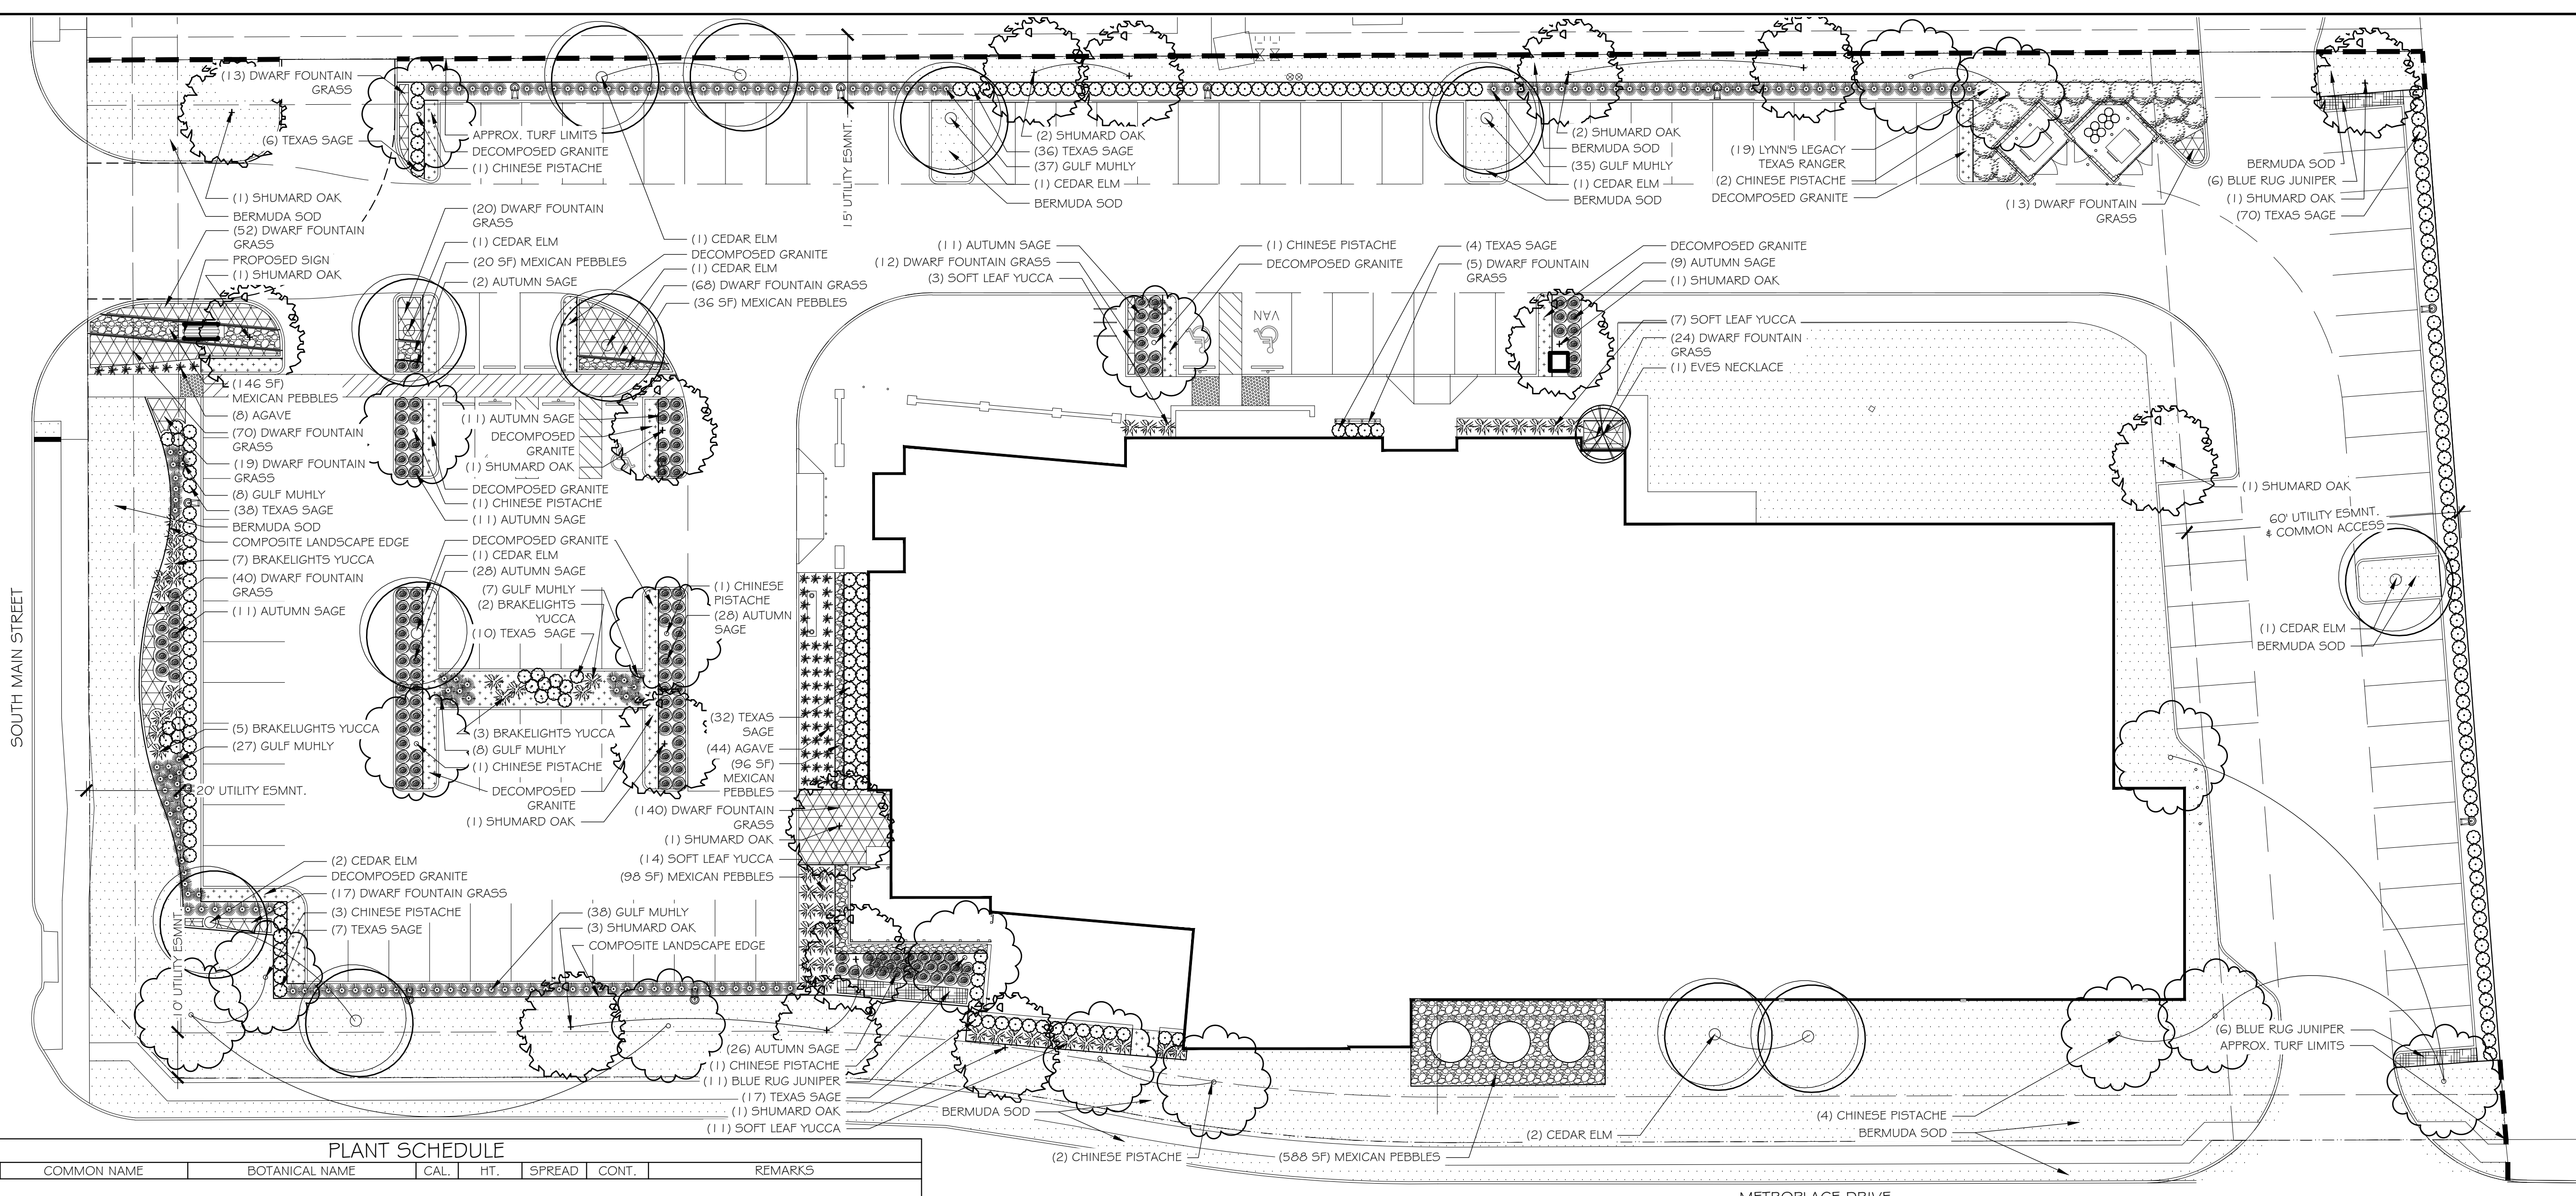 (13) DWARF FOUNTAIN
GRASS
(6) TEXAS SAGE
APPROX. TURF LIMITS
DECOMPOSED GRANITE
(1) CHINESE PISTACHE
(1) SHUMARD OAK
BERMUDA SOD
(52) DWARF FOUNTAIN
GRASS
PROPOSED SIGN
(1) SHUMARD OAK
(20) DWARF FOUNTAIN
GRASS
(1) CEDAR ELM
(20 SF) MEXICAN PEBBLES
(2) AUTUMN SAGE
(1) CEDAR ELM
DECOMPOSED GRANITE
(1) CEDAR ELM
(68) DWARF FOUNTAIN GRASS
(36 SF) MEXICAN PEBBLES
15' UTILITY ESMNT.
(2) SHUMARD OAK
(36) TEXAS SAGE
(37) GULF MUHLY
(1) CEDAR ELM
BERMUDA SOD
(11) AUTUMN SAGE
(12) DWARF FOUNTAIN GRASS
(3) SOFT LEAF YUCCA
(1) CHINESE PISTACHE
DECOMPOSED GRANITE
VAN
(4) TEXAS SAGE
(5) DWARF FOUNTAIN
GRASS
(2) SHUMARD OAK
BERMUDA SOD
(35) GULF MUHLY
(1) CEDAR ELM
BERMUDA SOD
DECOMPOSED GRANITE
(9) AUTUMN SAGE
(1) SHUMARD OAK
(7) SOFT LEAF YUCCA
(24) DWARF FOUNTAIN
GRASS
(1) EVES NECKLACE
(19) LYNN'S LEGACY
TEXAS RANGER
(2) CHINESE PISTACHE
DECOMPOSED GRANITE
(13) DWARF FOUNTAIN
GRASS
BERMUDA SOD
(6) BLUE RUG JUNIPER
(1) SHUMARD OAK
(70) TEXAS SAGE
(1) SHUMARD OAK
60' UTILITY ESMNT.
& COMMON ACCESS
(1) CEDAR ELM
BERMUDA SOD
(146 SF)
MEXICAN PEBBLES
(8) AGAVE
(70) DWARF FOUNTAIN
GRASS
(19) DWARF FOUNTAIN
GRASS
(8) GULF MUHLY
(38) TEXAS SAGE
BERMUDA SOD
COMPOSITE LANDSCAPE EDGE
(7) BRAKELIGHTS YUCCA
(40) DWARF FOUNTAIN
GRASS
(11) AUTUMN SAGE
(5) BRAKELUGHTS YUCCA
(27) GULF MUHLY
20' UTILITY ESMNT.
SOUTH MAIN STREET
(11) AUTUMN SAGE
DECOMPOSED
GRANITE
(1) SHUMARD OAK
DECOMPOSED GRANITE
(1) CHINESE PISTACHE
(11) AUTUMN SAGE
DECOMPOSED GRANITE
(1) CEDAR ELM
(28) AUTUMN SAGE
(7) GULF MUHLY
(2) BRAKELIGHTS
YUCCA
(10) TEXAS SAGE
(1) CHINESE
PISTACHE
(28) AUTUMN
SAGE
(3) BRAKELIGHTS YUCCA
(8) GULF MUHLY
(1) CHINESE PISTACHE
DECOMPOSED
GRANITE
(1) SHUMARD OAK
(32) TEXAS
SAGE
(44) AGAVE
(96 SF)
MEXICAN
PEBBLES
(140) DWARF FOUNTAIN
GRASS
(1) SHUMARD OAK
(14) SOFT LEAF YUCCA
(98 SF) MEXICAN PEBBLES
(2) CEDAR ELM
DECOMPOSED GRANITE
(17) DWARF FOUNTAIN GRASS
(3) CHINESE PISTACHE
(7) TEXAS SAGE
10' UTILITY ESMNT.
(38) GULF MUHLY
(3) SHUMARD OAK
COMPOSITE LANDSCAPE EDGE
(26) AUTUMN SAGE
(1) CHINESE PISTACHE
(11) BLUE RUG JUNIPER
(17) TEXAS SAGE
(1) SHUMARD OAK
(11) SOFT LEAF YUCCA
BERMUDA SOD
(2) CHINESE PISTACHE
(588 SF) MEXICAN PEBBLES
(2) CEDAR ELM
(4) CHINESE PISTACHE
BERMUDA SOD
(6) BLUE RUG JUNIPER
APPROX. TURF LIMITS
METROPLACE DRIVE
PLANT SCHEDULE
COMMON NAME BOTANICAL NAME CAL. HT. SPREAD CONT. REMARKS